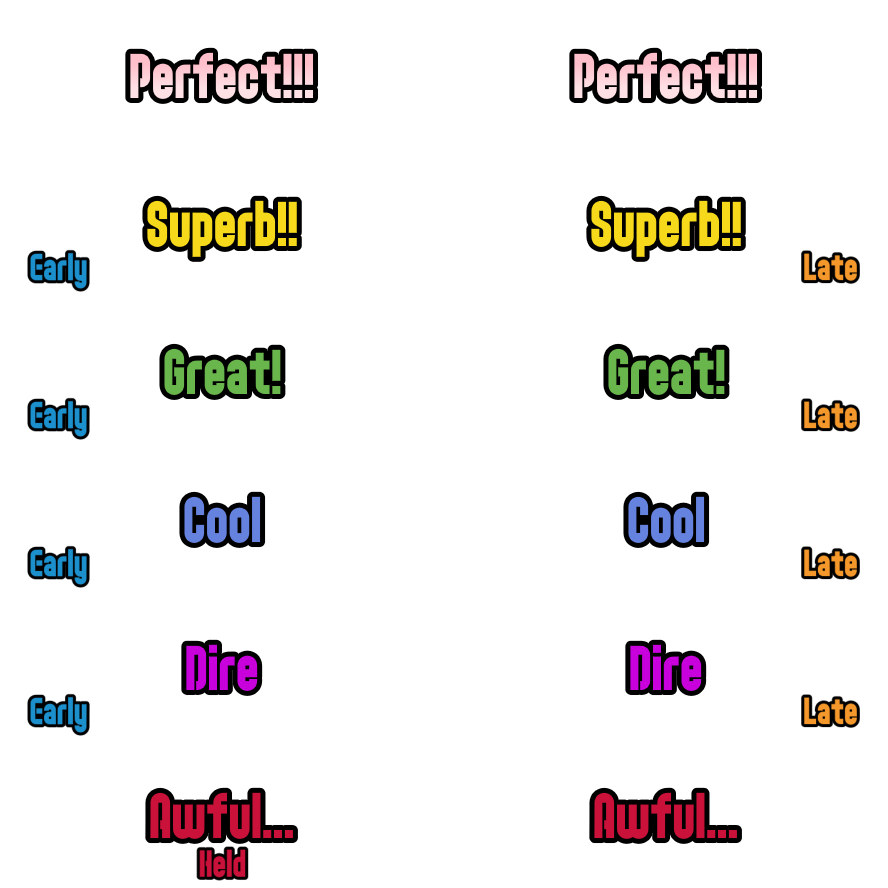 Perfect!!! Perfect!!!
Superb!! Superb!!
Early Late
Great! Great!
Early Late
Cool Cool
Early Late
Dire Dire
Early Late
Awful... Awful...
Held